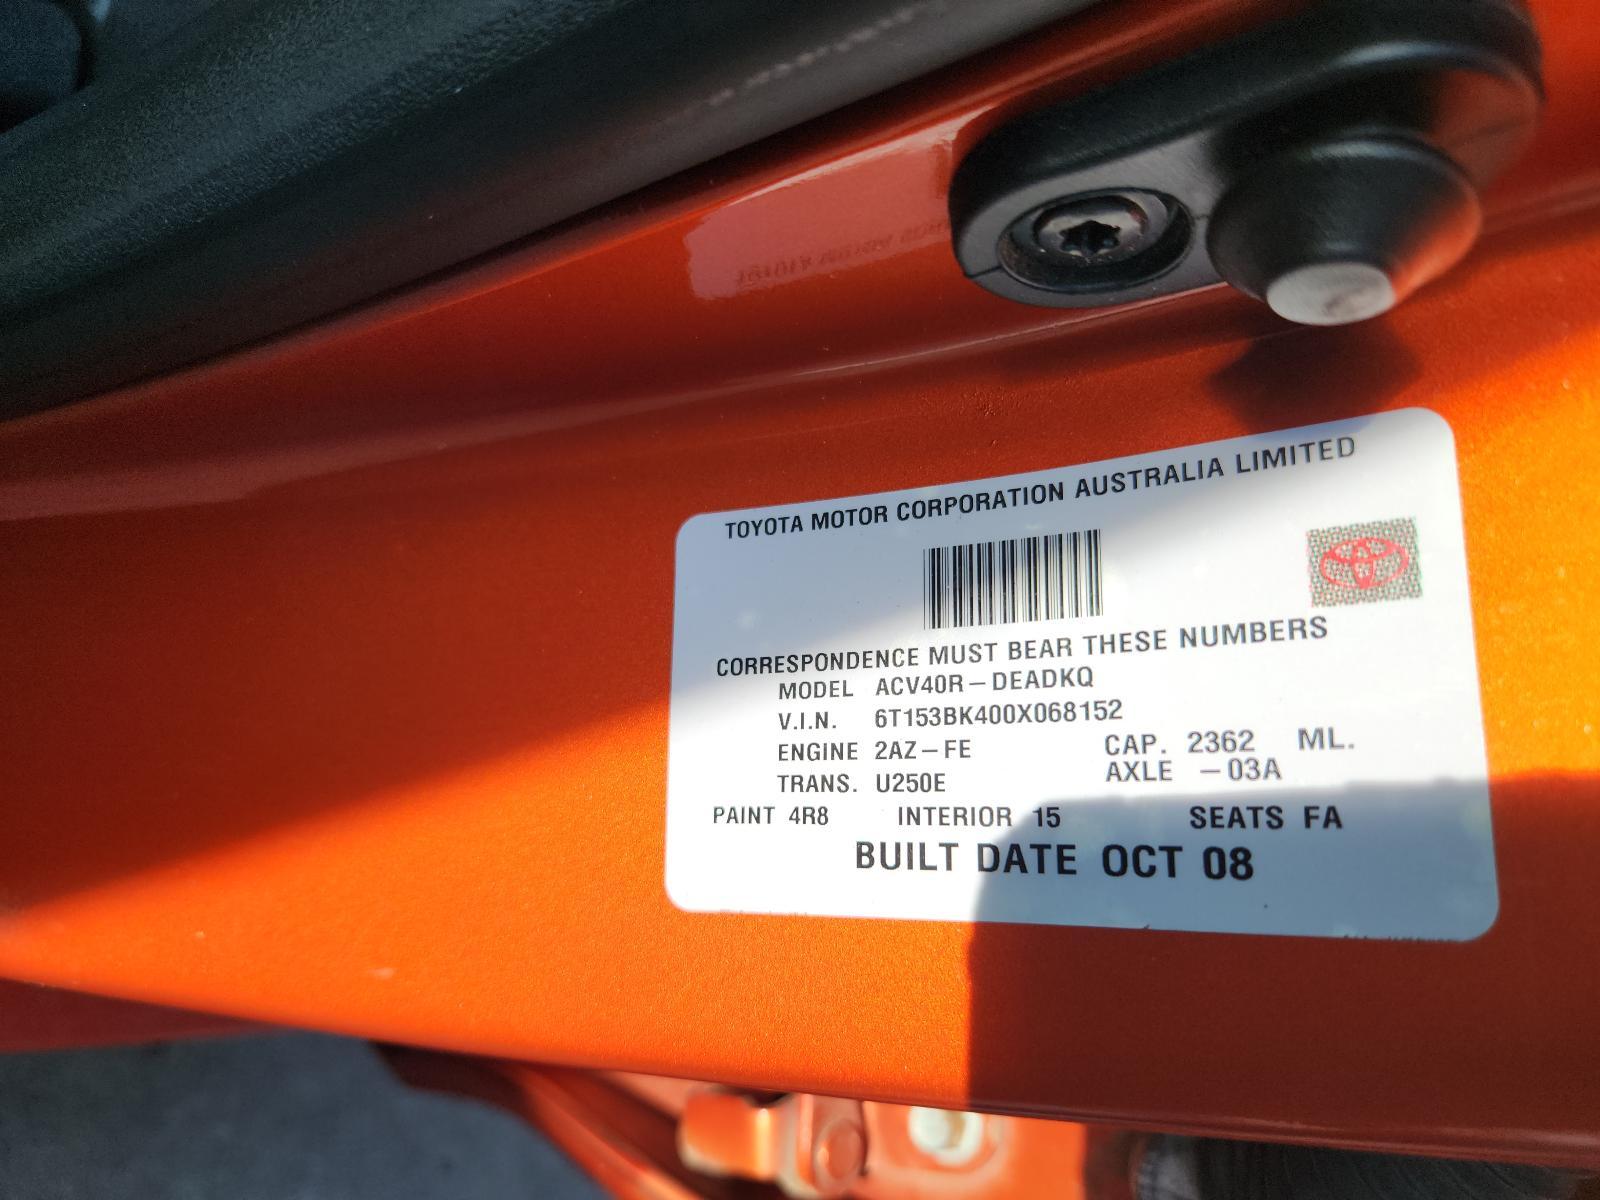 TOYOTA MOTOR CORPORATION AUSTRALIA LIMITED
CORRESPONDENCE MUST BEAR THESE NUMBERS
MODEL ACV40R-DEADKQ
V.I.N. 6T153BK400X068152
ENGINE 2AZ-FE CAP. 2362 ML.
TRANS. U250E AXLE -03A
PAINT 4R8 INTERIOR 15 SEATS FA
BUILT DATE OCT 08